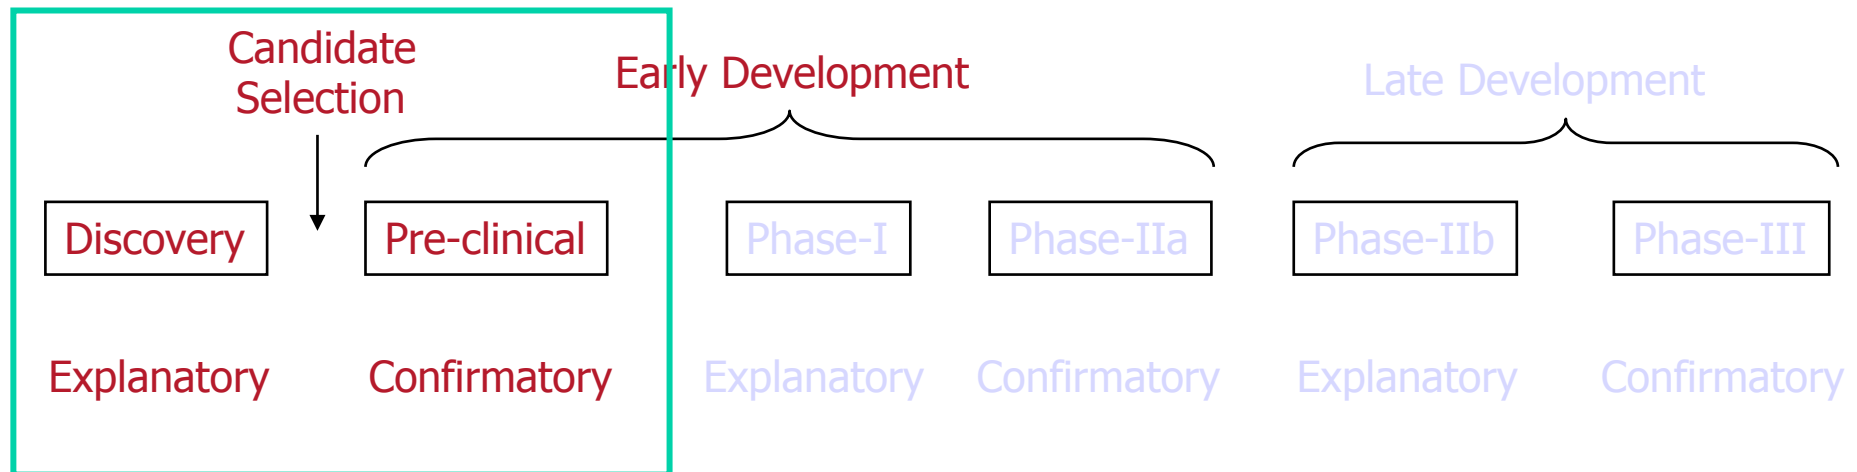 Candidate
Selection
Early Development
Late Development
Discovery
Pre-clinical
Phase-I
Phase-IIa
Phase-IIb
Phase-III
Explanatory
Confirmatory
Explanatory
Confirmatory
Explanatory
Confirmatory